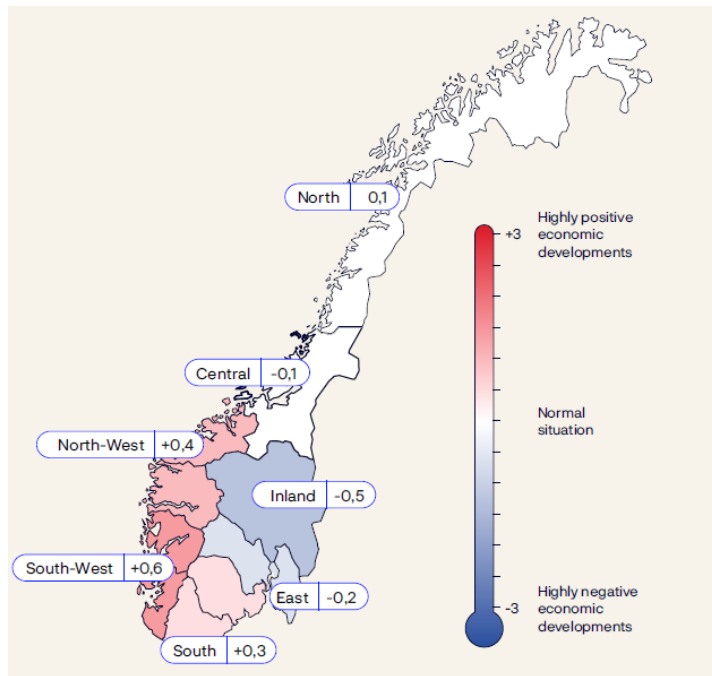 North 0,1
+3
Highly positive
economic
developments
Central -0,1
North-West +0,4
Normal
situation
Inland -0,5
South-West +0,6
East -0,2
-3
Highly negative
economic
developments
South +0,3